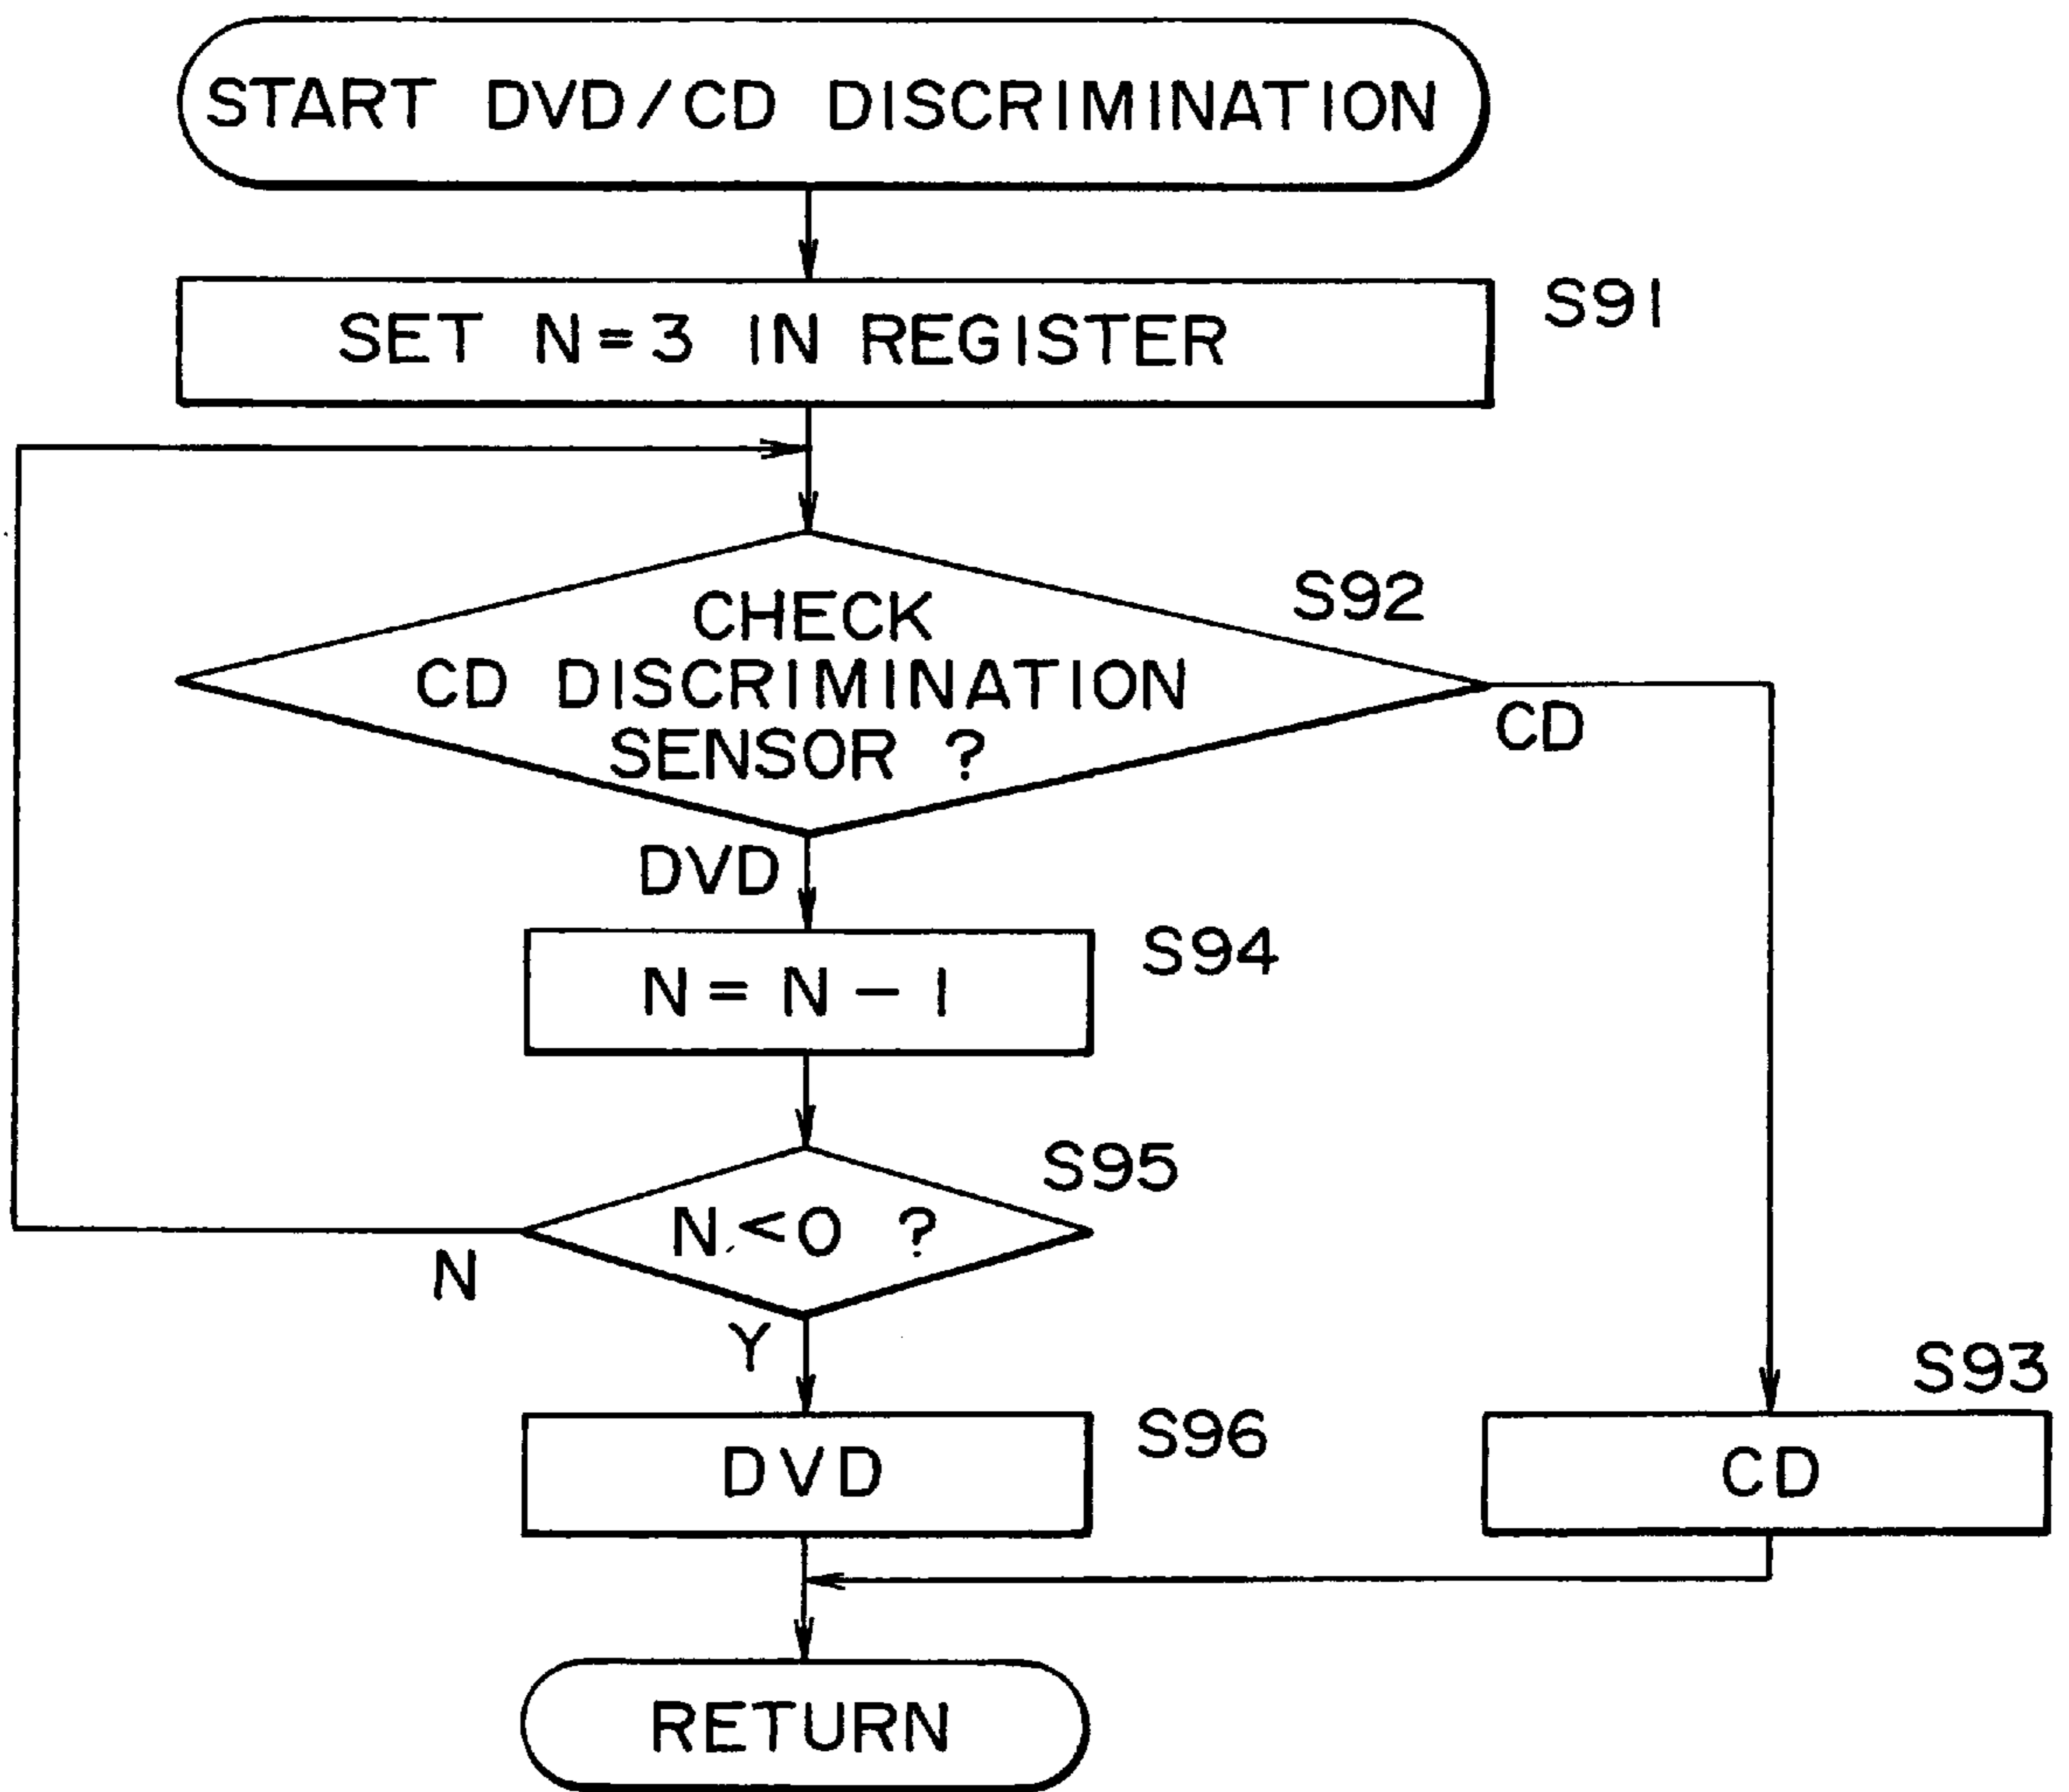 START DVD/CD DISCRIMINATION
SET N=3 IN REGISTER
S91
CHECK
CD DISCRIMINATION
SENSOR ?
S92
CD
DVD
N = N - 1
S94
N<0 ?
S95
N
Y
DVD
S96
CD
S93
RETURN